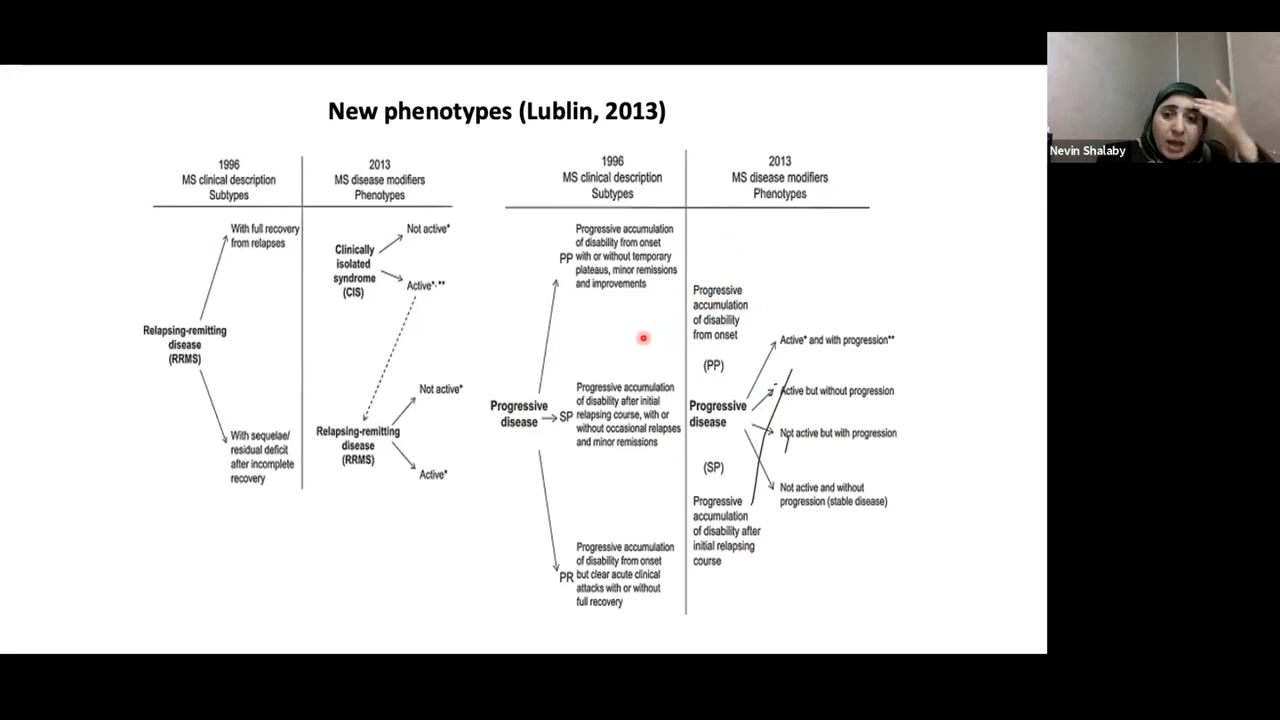 New phenotypes (Lublin, 2013)
1996
MS clinical description
Subtypes
2013
MS disease modifiers
Phenotypes
With full recovery
from relapses
Relapsing-remitting
disease
(RRMS)
With sequelae/
residual deficit
after incomplete
recovery
Clinically
isolated
syndrome
(CIS)
Not active*
Active*,**
Relapsing-remitting
disease
(RRMS)
Not active*
Active*
1996
MS clinical description
Subtypes
2013
MS disease modifiers
Phenotypes
Progressive
disease
PP
Progressive accumulation
of disability from onset
with or without temporary
plateaus, minor remissions
and improvements
SP
Progressive accumulation
of disability after initial
relapsing course, with or
without occasional relapses
and minor remissions
PR
Progressive accumulation
of disability from onset
but clear acute clinical
attacks with or without
full recovery
Progressive
accumulation
of disability
from onset
(PP)
Progressive
disease
(SP)
Progressive
accumulation
of disability after
initial relapsing
course
Active* and with progression**
Active but without progression
Not active but with progression
Not active and without
progression (stable disease)
Nevin Shalaby